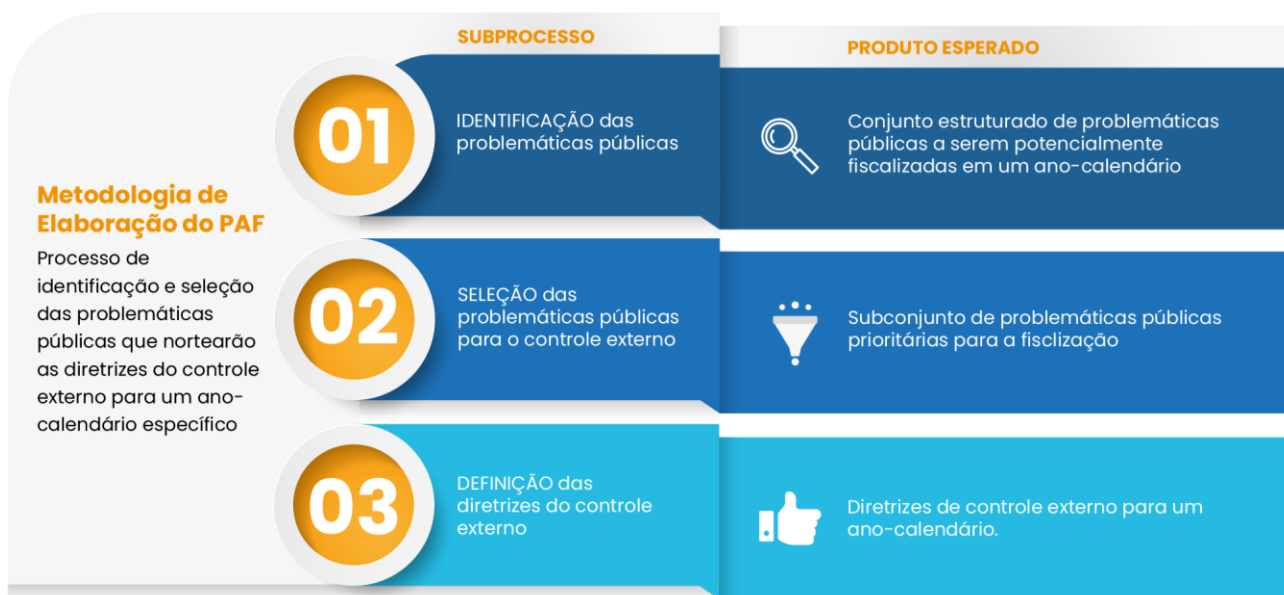 Metodologia de
Elaboração do PAF
Processo de
identificação e seleção
das problemáticas
públicas que nortearão
as diretrizes do controle
externo para um ano-
calendário específico
SUBPROCESSO
PRODUTO ESPERADO
01
IDENTIFICAÇÃO das
problemáticas públicas
Conjunto estruturado de problemáticas
públicas a serem potencialmente
fiscalizadas em um ano-calendário
02
SELEÇÃO das
problemáticas públicas
para o controle externo
Subconjunto de problemáticas públicas
prioritárias para a fisclização
03
DEFINIÇÃO das
diretrizes do controle
externo
Diretrizes de controle externo para um
ano-calendário.